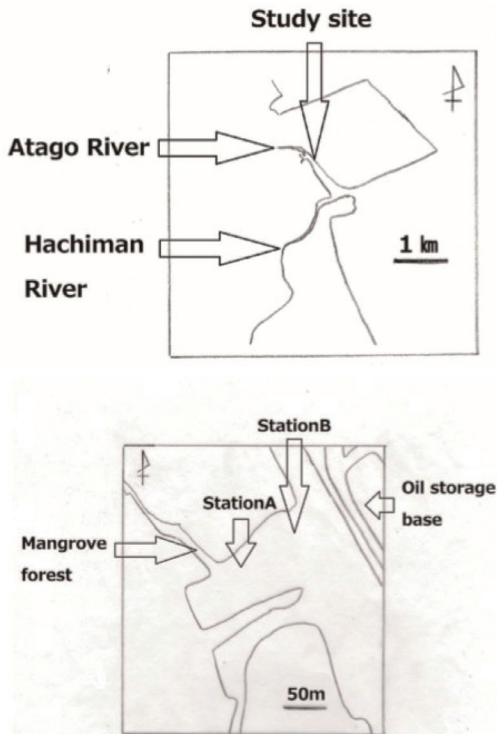 Study site
Atago River
Hachiman
River
1 km
StationB
StationA
Oil storage
base
Mangrove
forest
50m